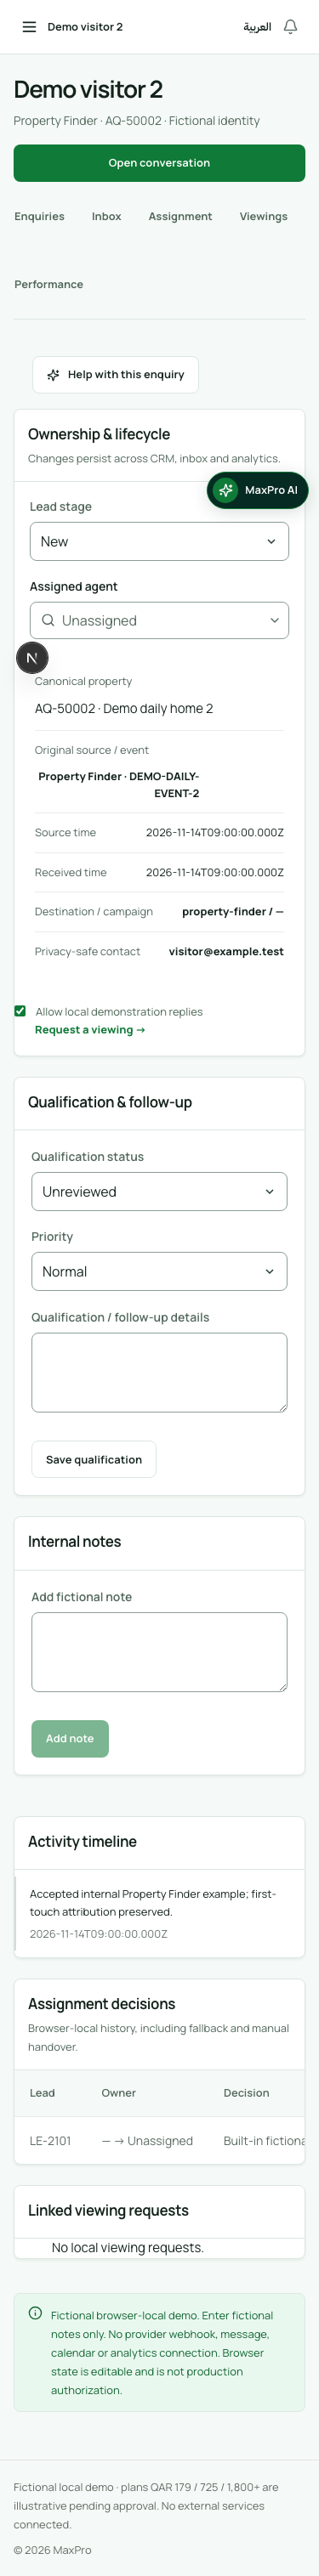 Demo visitor 2
العربية
Demo visitor 2
Property Finder · AQ-50002 · Fictional identity
Open conversation
Enquiries Inbox Assignment Viewings
Performance
Help with this enquiry
Ownership & lifecycle
Changes persist across CRM, inbox and analytics.
MaxPro AI
Lead stage
New
Assigned agent
Unassigned
N
Canonical property
AQ-50002 · Demo daily home 2
Original source / event
Property Finder · DEMO-DAILY-
EVENT-2
Source time 2026-11-14T09:00:00.000Z
Received time 2026-11-14T09:00:00.000Z
Destination / campaign property-finder / —
Privacy-safe contact visitor@example.test
Allow local demonstration replies
Request a viewing →
Qualification & follow-up
Qualification status
Unreviewed
Priority
Normal
Qualification / follow-up details
Save qualification
Internal notes
Add fictional note
Add note
Activity timeline
Accepted internal Property Finder example; first-
touch attribution preserved.
2026-11-14T09:00:00.000Z
Assignment decisions
Browser-local history, including fallback and manual
handover.
Lead Owner Decision
LE-2101 — → Unassigned Built-in fictiona
Linked viewing requests
No local viewing requests.
Fictional browser-local demo. Enter fictional
notes only. No provider webhook, message,
calendar or analytics connection. Browser
state is editable and is not production
authorization.
Fictional local demo · plans QAR 179 / 725 / 1,800+ are
illustrative pending approval. No external services
connected.
© 2026 MaxPro